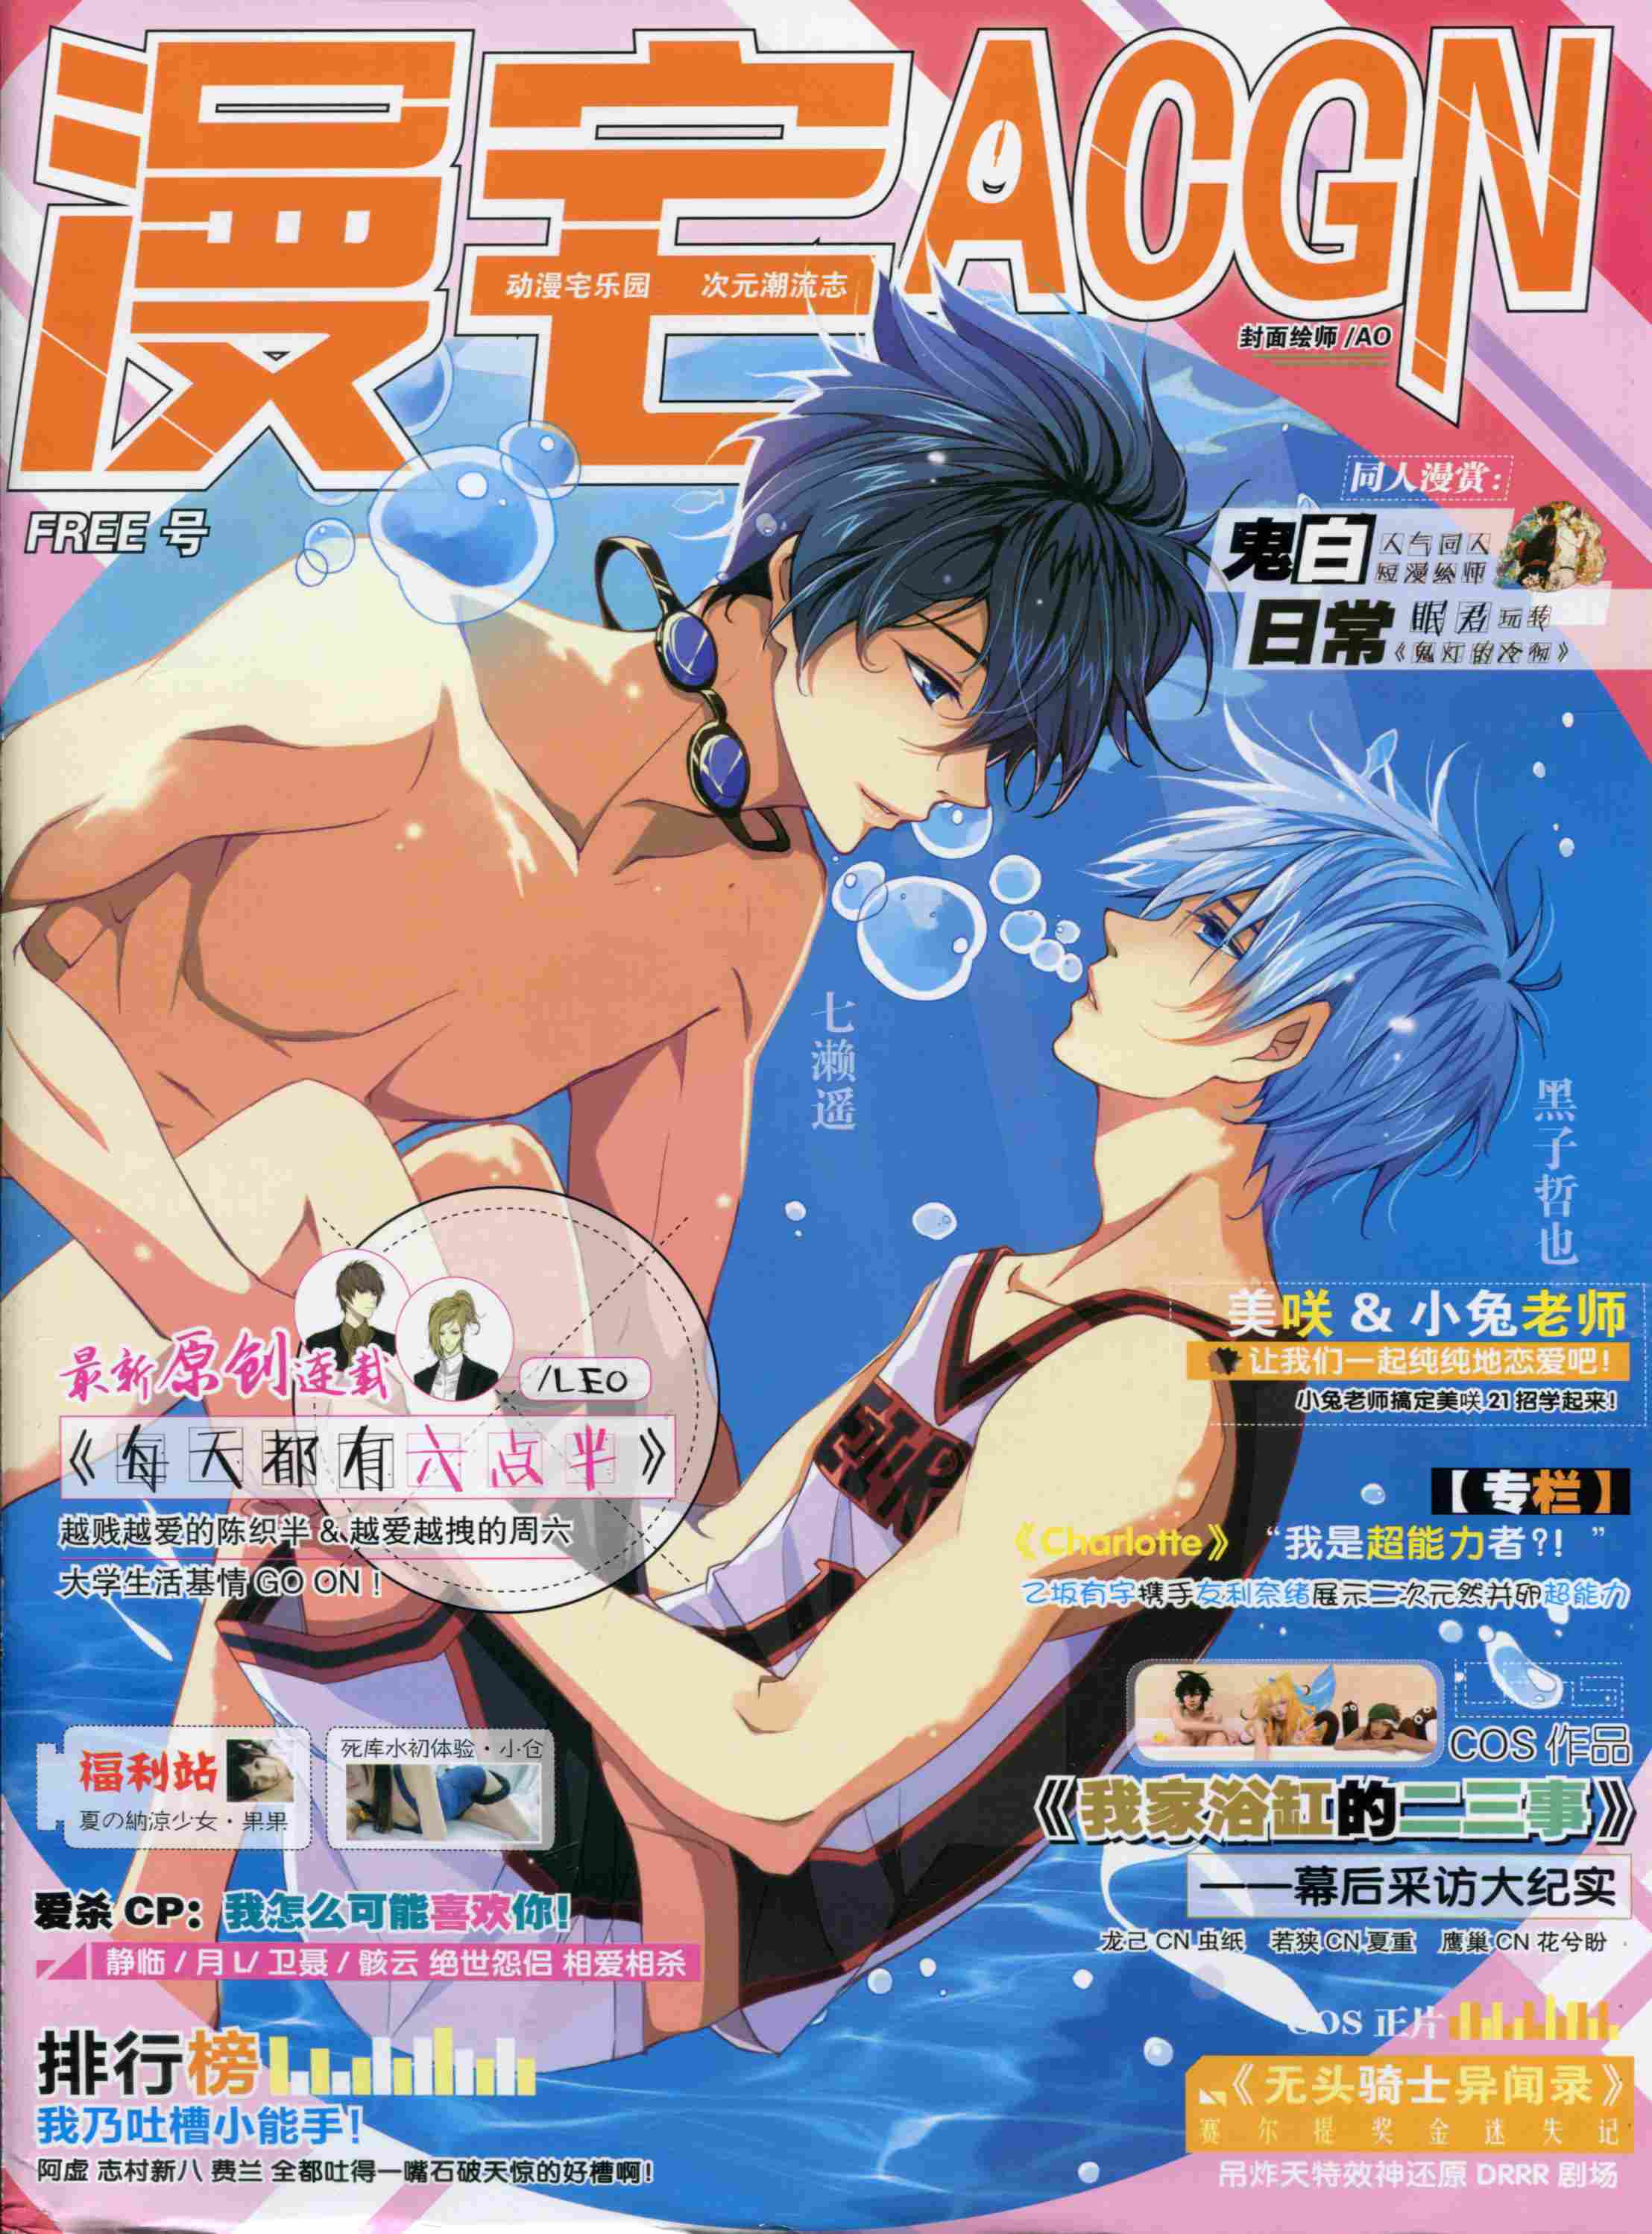 漫宅AOGN
动漫宅乐园 次元潮流志
封面绘师/AO
FREE号
同人漫赏：
鬼白
人气同人
短漫绘师
日常
眠君玩转
《鬼灯的冷彻》
七濑遥
黑子哲也
SEIRIN
美咲&小兔老师
让我们一起纯纯地恋爱吧！
小兔老师搞定美咲21招学起来！
最新原创连载
/LEO
《每天都有六点半》
越贱越爱的陈织半&越爱越拽的周六
大学生活基情GO ON！
【专栏】
《Charlotte》“我是超能力者?！”
乙坂有宇携手友利奈绪展示二次元然并卵超能力
COS作品
《我家浴缸的二三事》
——幕后采访大纪实
龙己CN虫纸 若狭CN夏重 鹰巢CN花兮盼
福利站
夏の納涼少女·果果
死库水初体验·小仓
爱杀CP：我怎么可能喜欢你！
静临/月L/卫聂/骸云 绝世怨侣 相爱相杀
排行榜
我乃吐槽小能手！
阿虚 志村新八 费兰 全都吐得一嘴石破天惊的好槽啊！
COS正片
《无头骑士异闻录》
赛尔提奖金迷失记
吊炸天特效神还原DRRR剧场